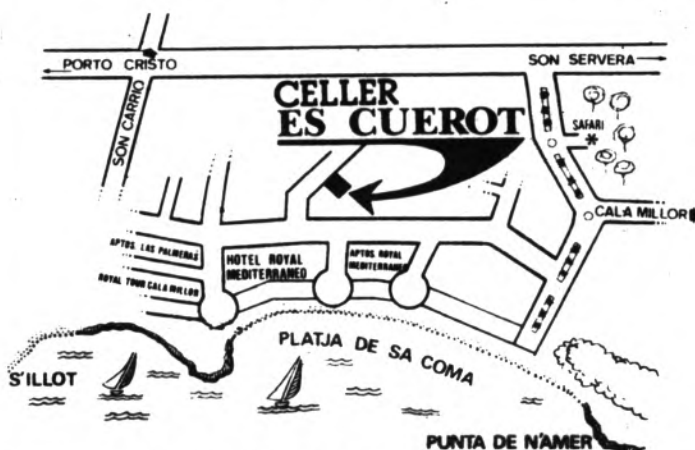 PORTO CRISTO
SON SERVERA
SON CARRIO
CELLER
ES CUEROT
SAFARI
CALA MILLOR
APTOS. LAS PALMERAS
HOTEL ROYAL
MEDITERRANEO
APTOS. ROYAL
MEDITERRANEO
ROYAL TOUR CALA MILLOR
PLATJA DE SA COMA
S'ILLOT
PUNTA DE N'AMER